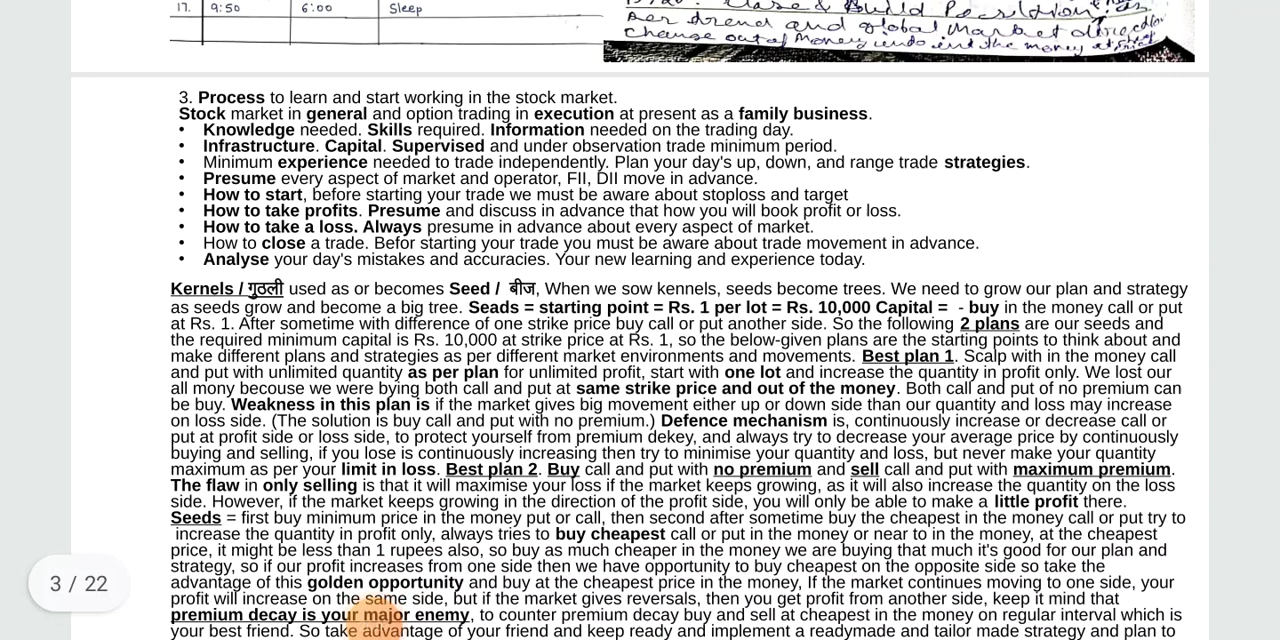 17. 9:50 6:00 Sleep
Close & Build Position as
per trend and global Market direction
change out of Money into in the money at
3. Process to learn and start working in the stock market.
Stock market in general and option trading in execution at present as a family business.
• Knowledge needed. Skills required. Information needed on the trading day.
• Infrastructure. Capital. Supervised and under observation trade minimum period.
• Minimum experience needed to trade independently. Plan your day's up, down, and range trade strategies.
• Presume every aspect of market and operator, FII, DII move in advance.
• How to start, before starting your trade we must be aware about stoploss and target
• How to take profits. Presume and discuss in advance that how you will book profit or loss.
• How to take a loss. Always presume in advance about every aspect of market.
• How to close a trade. Befor starting your trade you must be aware about trade movement in advance.
• Analyse your day's mistakes and accuracies. Your new learning and experience today.
Kernels / गुठली used as or becomes Seed / बीज, When we sow kernels, seeds become trees. We need to grow our plan and strategy
as seeds grow and become a big tree. Seads = starting point = Rs. 1 per lot = Rs. 10,000 Capital = - buy in the money call or put
at Rs. 1. After sometime with difference of one strike price buy call or put another side. So the following 2 plans are our seeds and
the required minimum capital is Rs. 10,000 at strike price at Rs. 1, so the below-given plans are the starting points to think about and
make different plans and strategies as per different market environments and movements. Best plan 1. Scalp with in the money call
and put with unlimited quantity as per plan for unlimited profit, start with one lot and increase the quantity in profit only. We lost our
all mony becouse we were bying both call and put at same strike price and out of the money. Both call and put of no premium can
be buy. Weakness in this plan is if the market gives big movement either up or down side than our quantity and loss may increase
on loss side. (The solution is buy call and put with no premium.) Defence mechanism is, continuously increase or decrease call or
put at profit side or loss side, to protect yourself from premium dekey, and always try to decrease your average price by continuously
buying and selling, if you lose is continuously increasing then try to minimise your quantity and loss, but never make your quantity
maximum as per your limit in loss. Best plan 2. Buy call and put with no premium and sell call and put with maximum premium.
The flaw in only selling is that it will maximise your loss if the market keeps growing, as it will also increase the quantity on the loss
side. However, if the market keeps growing in the direction of the profit side, you will only be able to make a little profit there.
Seeds = first buy minimum price in the money put or call, then second after sometime buy the cheapest in the money call or put try to
increase the quantity in profit only, always tries to buy cheapest call or put in the money or near to in the money, at the cheapest
price, it might be less than 1 rupees also, so buy as much cheaper in the money we are buying that much it's good for our plan and
strategy, so if our profit increases from one side then we have opportunity to buy cheapest on the opposite side so take the
advantage of this golden opportunity and buy at the cheapest price in the money, If the market continues moving to one side, your
profit will increase on the same side, but if the market gives reversals, then you get profit from another side, keep it mind that
premium decay is your major enemy, to counter premium decay buy and sell at cheapest in the money on regular interval which is
your best friend. So take advantage of your friend and keep ready and implement a readymade and tailor made strategy and plan to
3 / 22